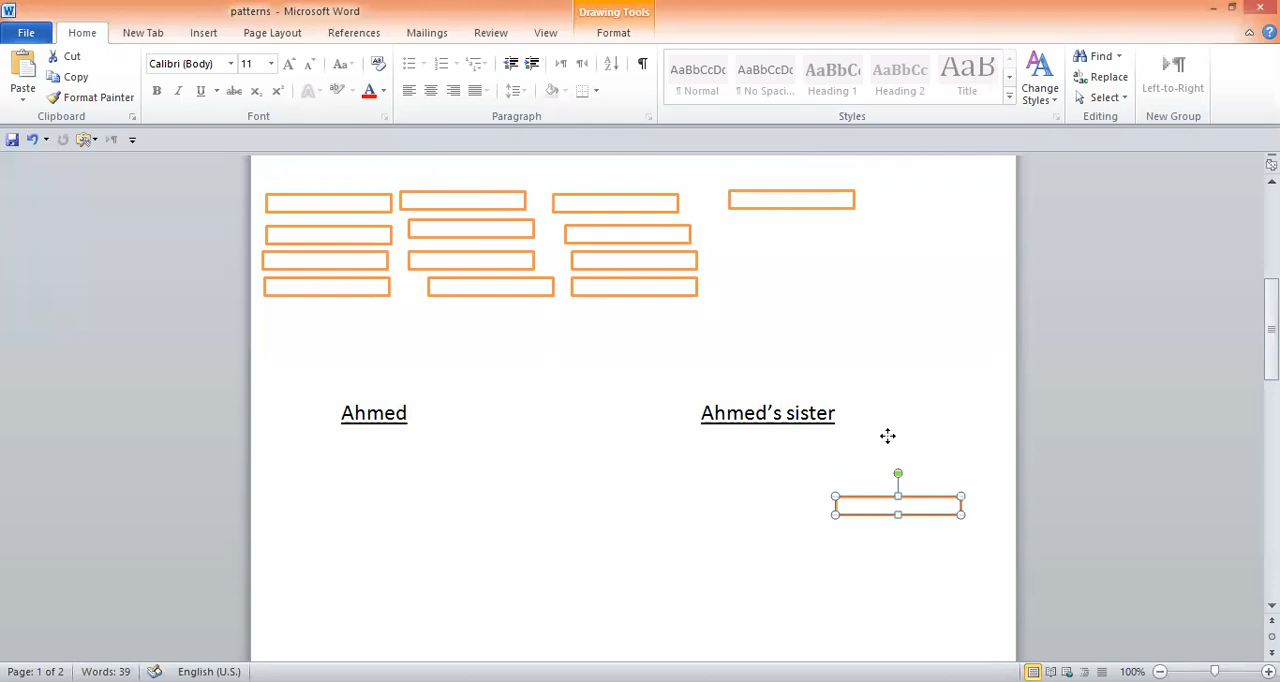 patterns - Microsoft Word
Drawing Tools
File Home New Tab Insert Page Layout References Mailings Review View Format
Paste
Cut
Copy
Format Painter
Clipboard
Calibri (Body) 11
Font
Paragraph
AaBbCcDc AaBbCcDc AaBbC AaBbCc AaB
¶ Normal ¶ No Spaci... Heading 1 Heading 2 Title
Styles
Change
Styles
Find
Replace
Select
Editing
Left-to-Right
New Group
Ahmed Ahmed's sister
Page: 1 of 2 Words: 39 English (U.S.) 100%